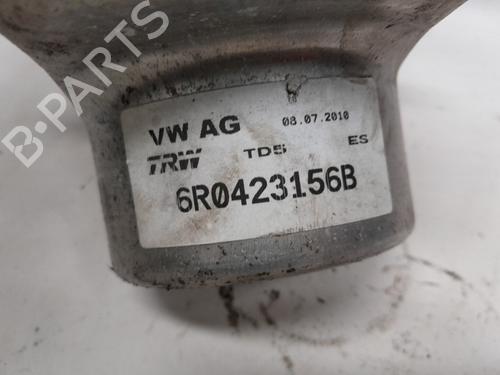 VW AG 08.07.2010
TRW TD5 ES
6R0423156B
B-PARTS